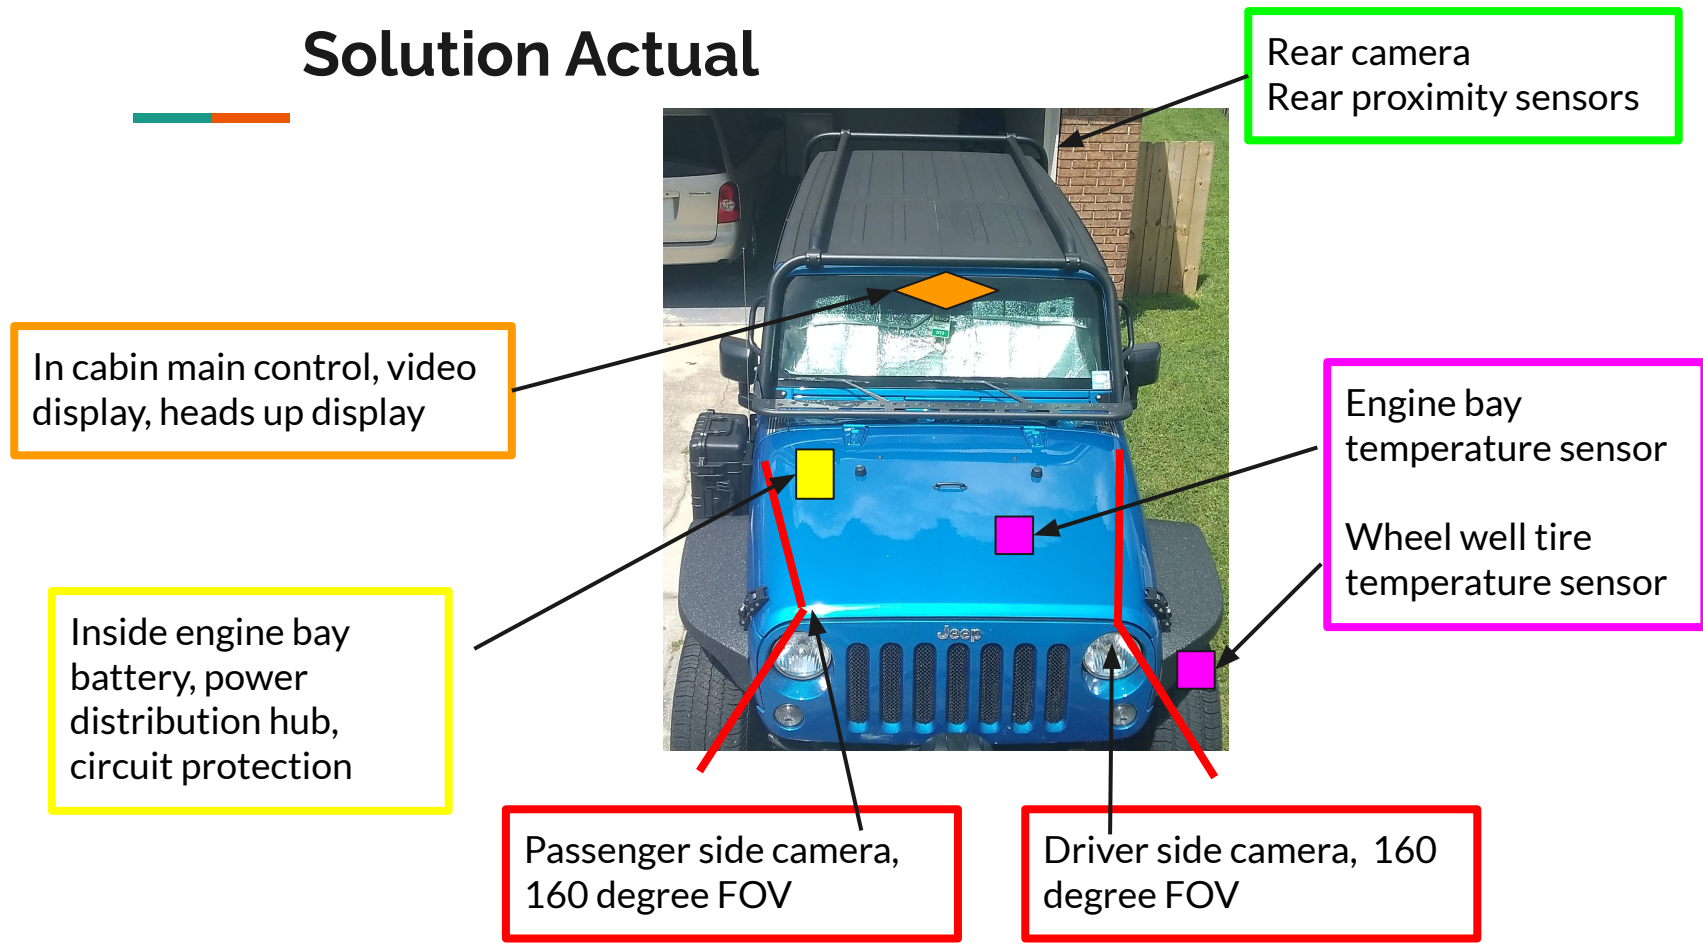 Solution Actual
Rear camera
Rear proximity sensors
In cabin main control, video
display, heads up display
Engine bay
temperature sensor
Wheel well tire
temperature sensor
Inside engine bay
battery, power
distribution hub,
circuit protection
Jeep
Passenger side camera,
160 degree FOV
Driver side camera,  160
degree FOV